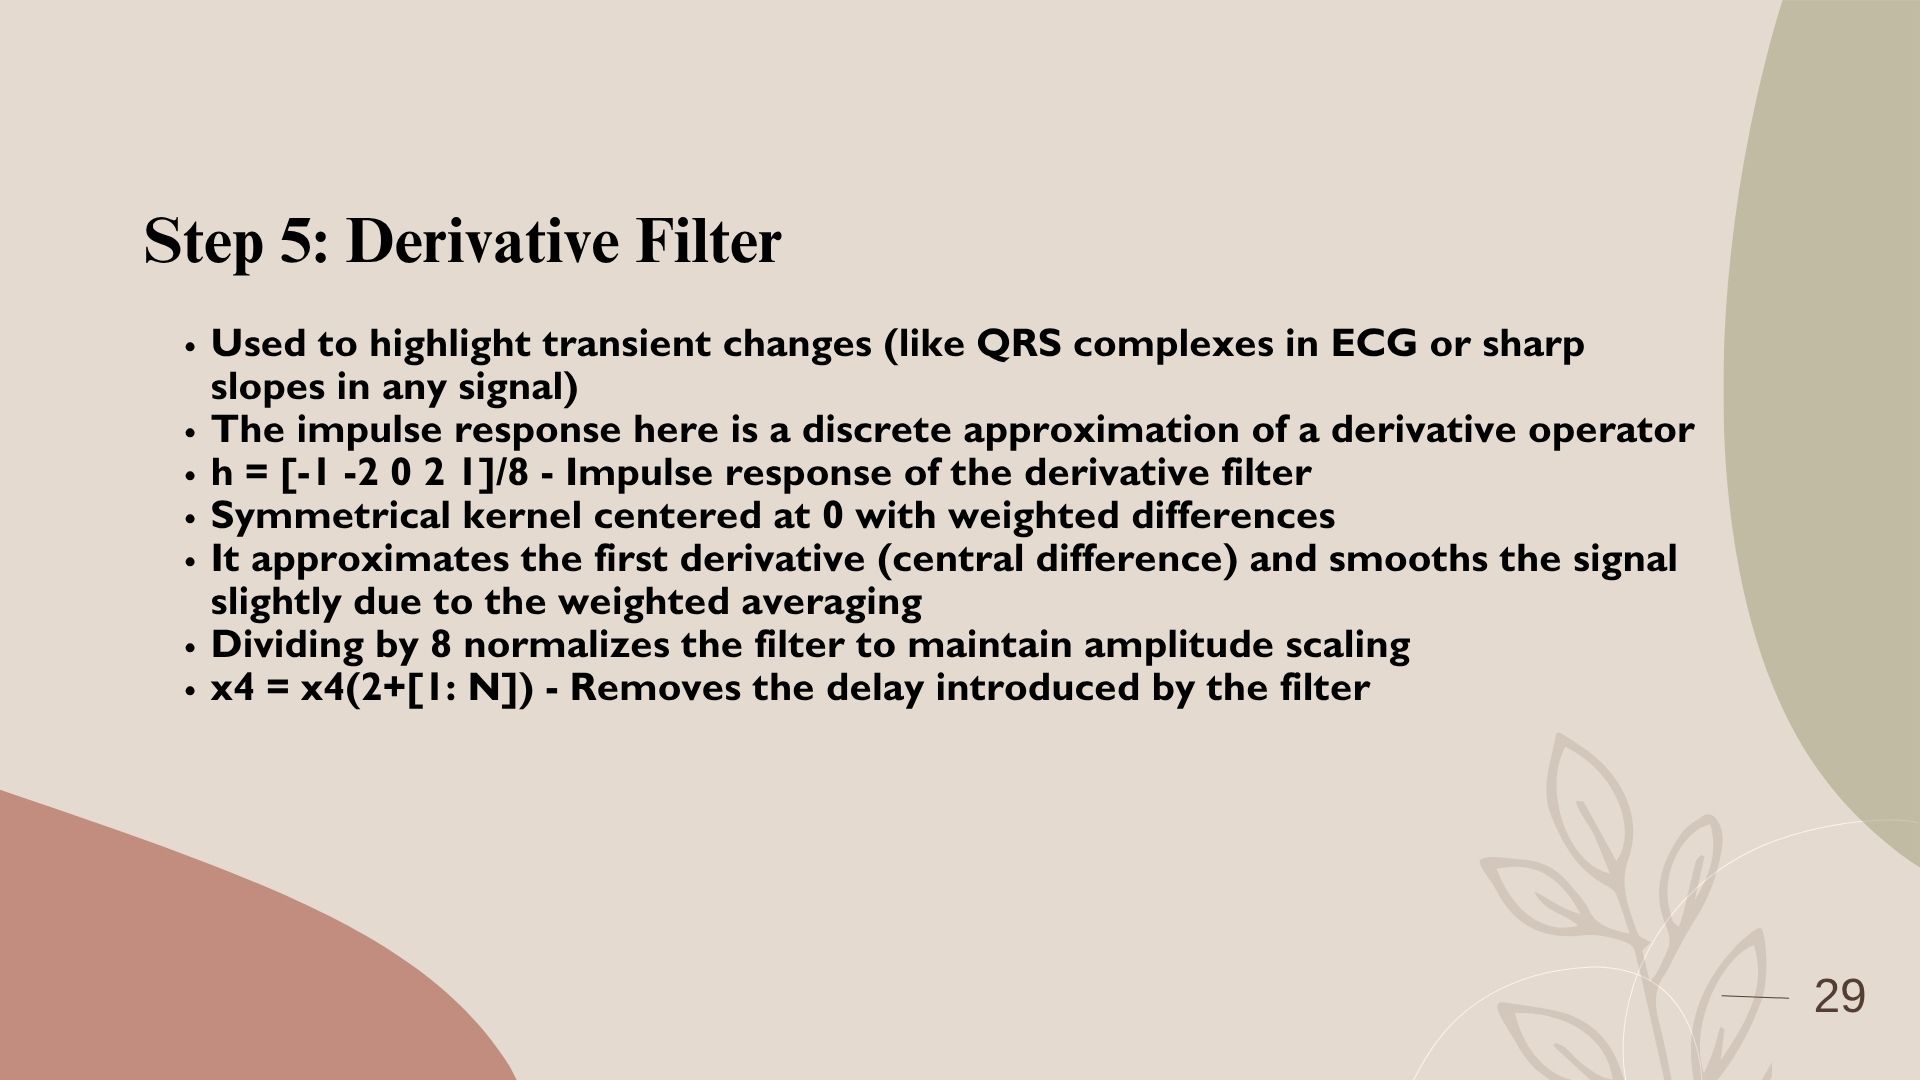 Step 5: Derivative Filter
• Used to highlight transient changes (like QRS complexes in ECG or sharp
slopes in any signal)
• The impulse response here is a discrete approximation of a derivative operator
• h = [-1 -2 0 2 1]/8 - Impulse response of the derivative filter
• Symmetrical kernel centered at 0 with weighted differences
• It approximates the first derivative (central difference) and smooths the signal
slightly due to the weighted averaging
• Dividing by 8 normalizes the filter to maintain amplitude scaling
• x4 = x4(2+[1: N]) - Removes the delay introduced by the filter
29